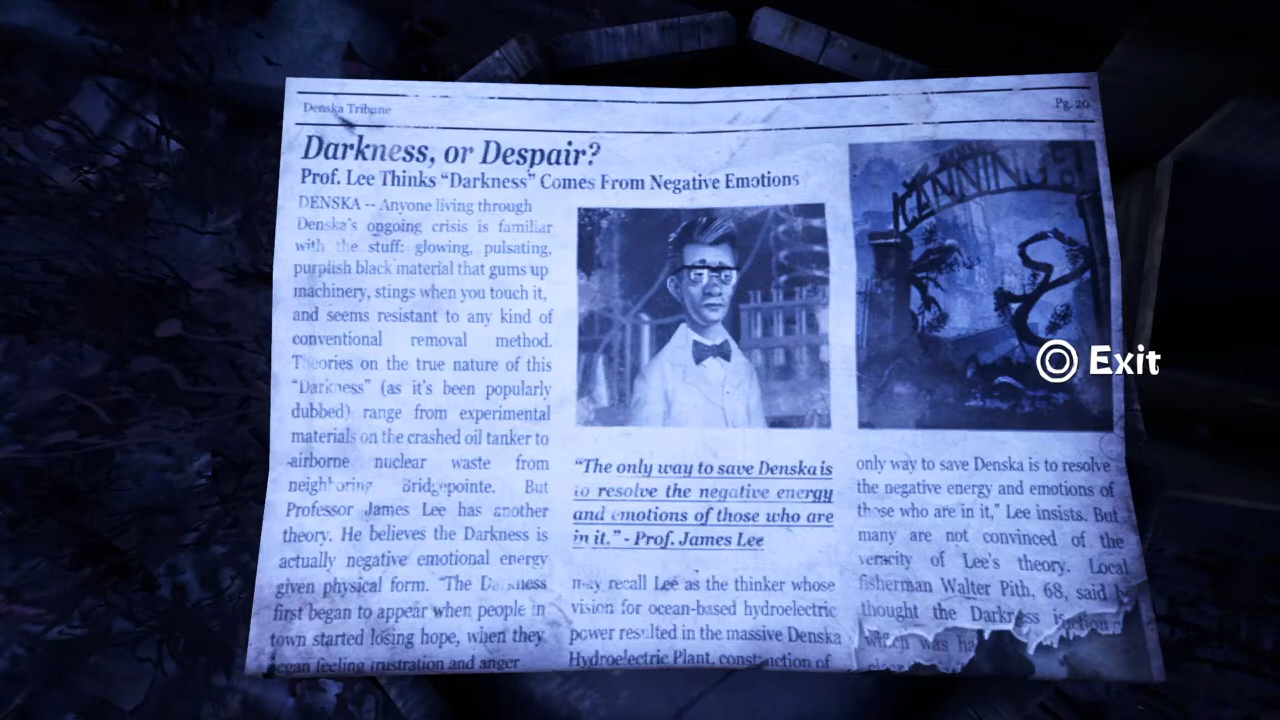 Denska Tribune
Pg. 20
Darkness, or Despair?
Prof. Lee Thinks “Darkness” Comes From Negative Emotions
DENSKA -- Anyone living through
Denska's ongoing crisis is familiar
with the stuff: glowing, pulsating,
purplish black material that gums up
machinery, stings when you touch it,
and seems resistant to any kind of
conventional removal method.
Theories on the true nature of this
“Darkness” (as it's been popularly
dubbed) range from experimental
materials on the crashed oil tanker to
airborne nuclear waste from
neighboring Bridgepointe. But
Professor James Lee has another
theory. He believes the Darkness is
actually negative emotional energy
given physical form. “The Darkness
first began to appear when people in
town started losing hope, when they
began feeling frustration and anger
“The only way to save Denska is
to resolve the negative energy
and emotions of those who are
in it.” - Prof. James Lee
may recall Lee as the thinker whose
vision for ocean-based hydroelectric
power resulted in the massive Denska
Hydroelectric Plant, construction of
CANNING
only way to save Denska is to resolve
the negative energy and emotions of
those who are in it,” Lee insists. But
many are not convinced of the
veracity of Lee's theory. Local
fisherman Walter Pith, 68, said
thought the Darkness is
which was
Exit